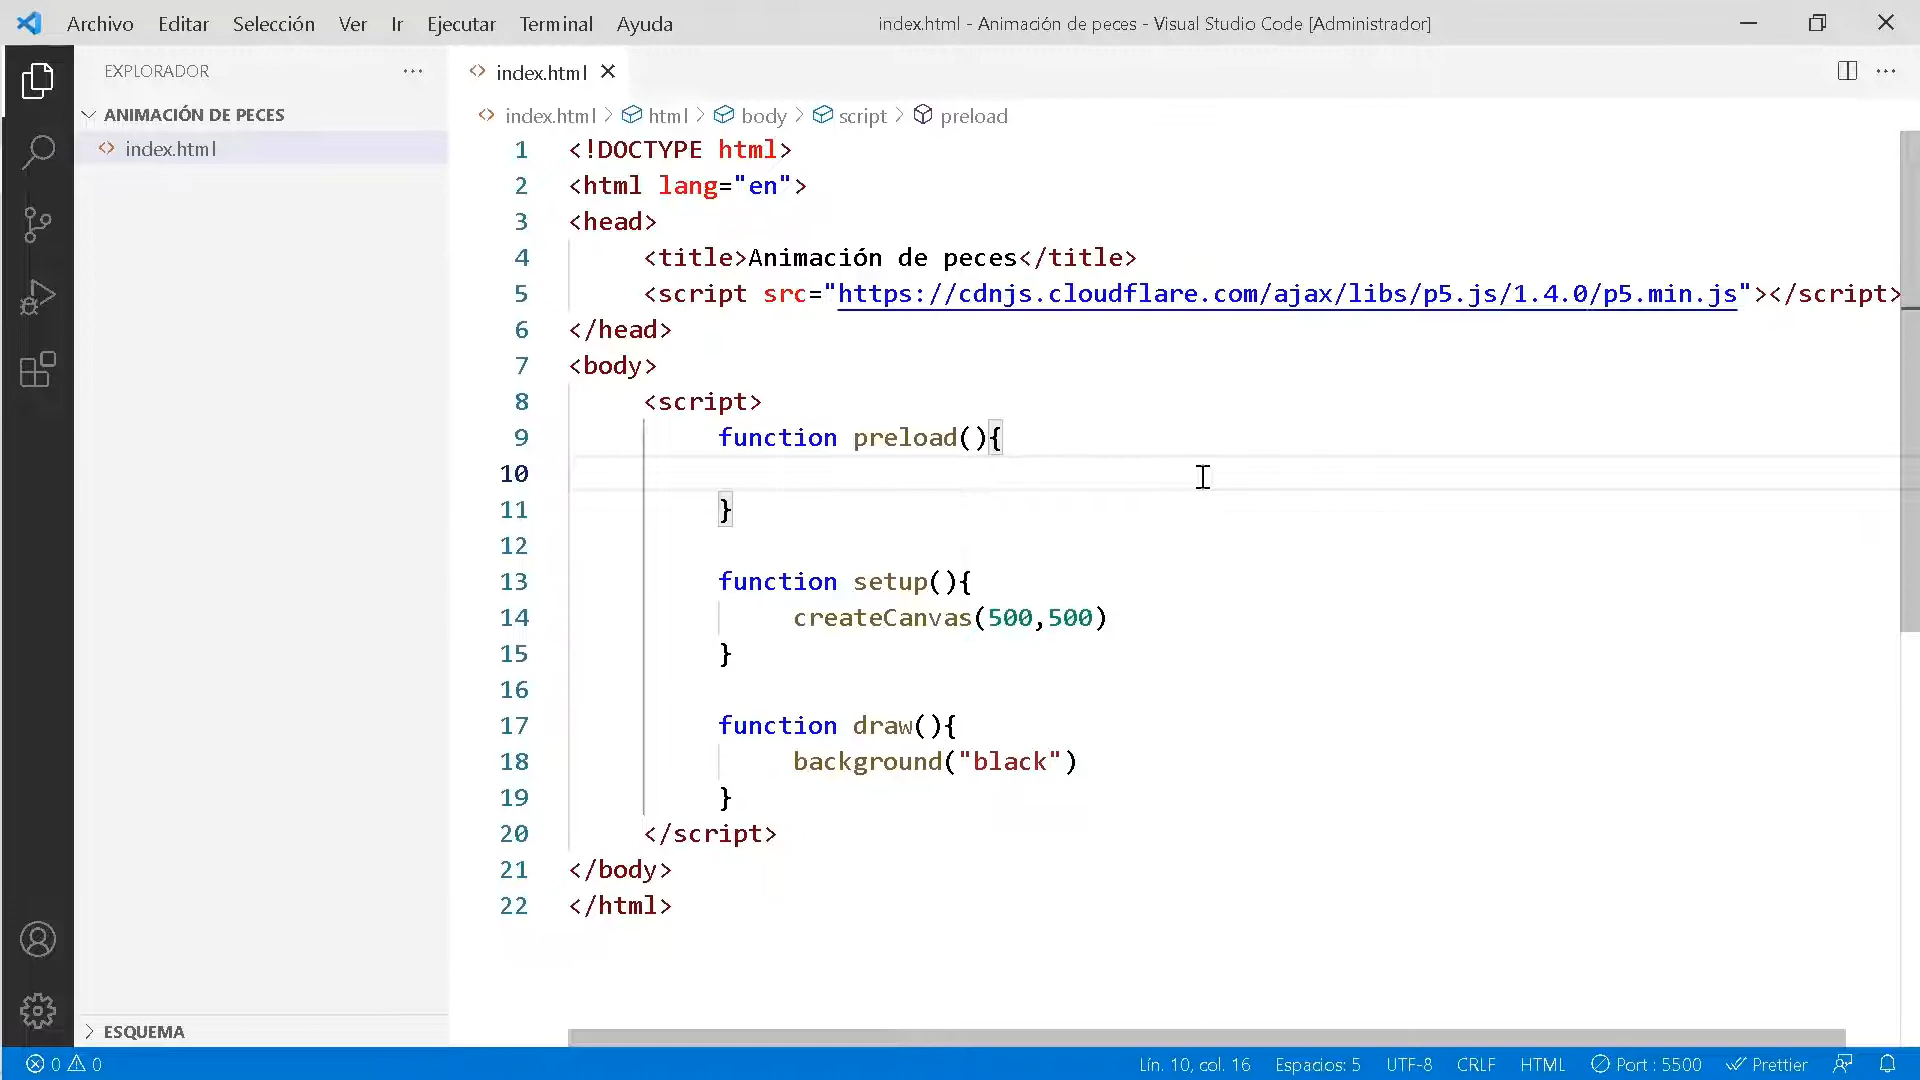 Archivo Editar Selección Ver Ir Ejecutar Terminal Ayuda index.html - Animación de peces - Visual Studio Code [Administrador]
EXPLORADOR ···
ANIMACIÓN DE PECES
index.html
ESQUEMA
index.html
index.html > html > body > script > preload
1 <!DOCTYPE html>
2 <html lang="en">
3 <head>
4 <title>Animación de peces</title>
5 <script src="https://cdnjs.cloudflare.com/ajax/libs/p5.js/1.4.0/p5.min.js"></script>
6 </head>
7 <body>
8 <script>
9 function preload(){
10
11 }
12
13 function setup(){
14 createCanvas(500,500)
15 }
16
17 function draw(){
18 background("black")
19 }
20 </script>
21 </body>
22 </html>
0 0 Lín. 10, col. 16 Espacios: 5 UTF-8 CRLF HTML Port : 5500 Prettier